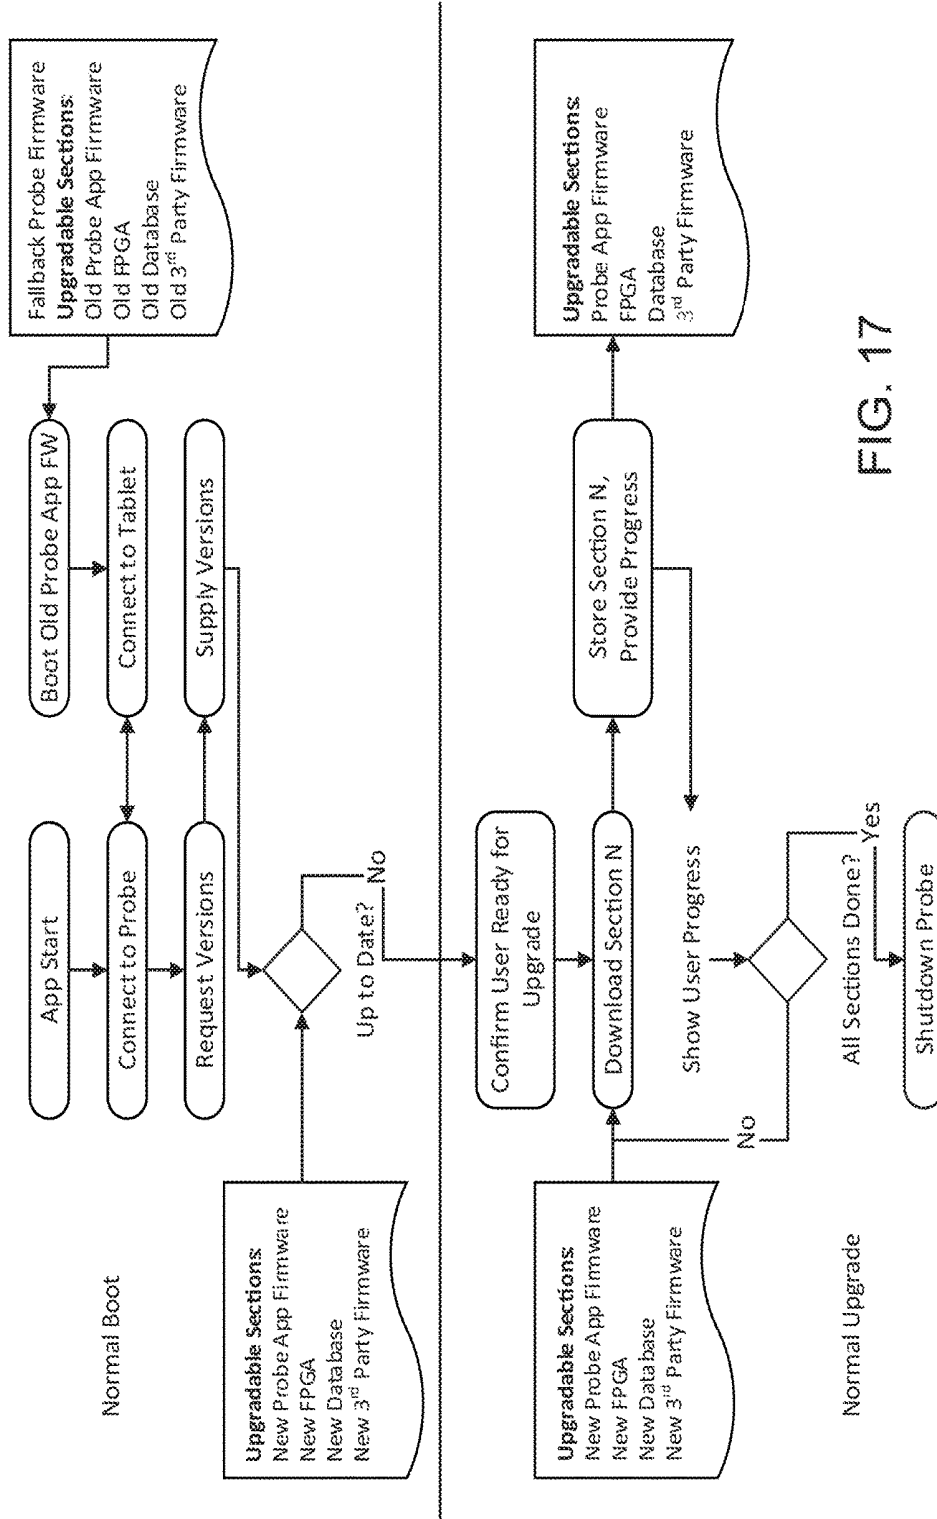 Normal Boot
App Start
Connect to Probe
Request Versions
Boot Old Probe App FW
Connect to Tablet
Supply Versions
Fallback Probe Firmware
Upgradable Sections:
Old Probe App Firmware
Old FPGA
Old Database
Old 3rd Party Firmware
Upgradable Sections:
New Probe App Firmware
New FPGA
New Database
New 3rd Party Firmware
Up to Date?
No
Confirm User Ready for
Upgrade
Upgradable Sections:
New Probe App Firmware
New FPGA
New Database
New 3rd Party Firmware
Download Section N
Store Section N,
Provide Progress
Upgradable Sections:
Probe App Firmware
FPGA
Database
3rd Party Firmware
Show User Progress
No
All Sections Done?
Yes
Shutdown Probe
Normal Upgrade
FIG. 17